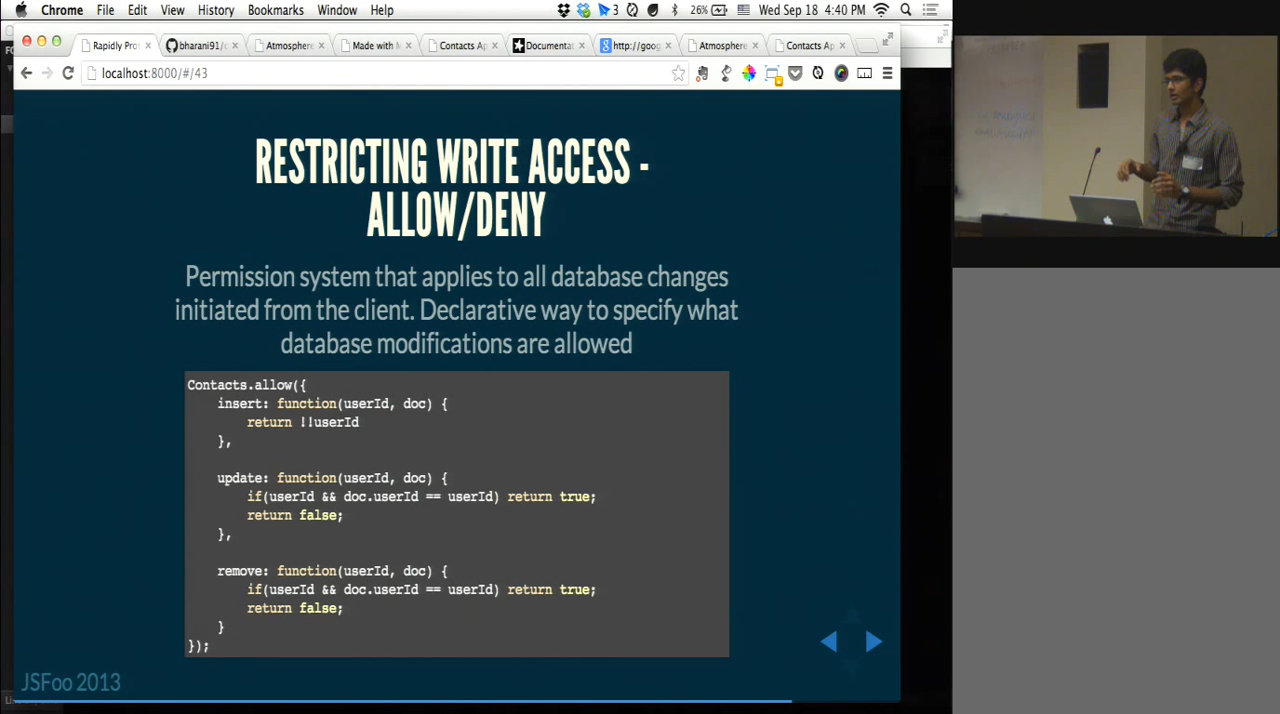 Chrome File Edit View History Bookmarks Window Help 3 26% Wed Sep 18 4:40 PM
Rapidly Prot bharani91/ Atmosphere Made with M Contacts Ap Documentat http://goog Atmosphere Contacts Ap
localhost:8000/#/43
RESTRICTING WRITE ACCESS -
ALLOW/DENY
Permission system that applies to all database changes
initiated from the client. Declarative way to specify what
database modifications are allowed
Contacts.allow({
insert: function(userId, doc) {
return !!userId
},
update: function(userId, doc) {
if(userId && doc.userId == userId) return true;
return false;
},
remove: function(userId, doc) {
if(userId && doc.userId == userId) return true;
return false;
}
});
JSFoo 2013